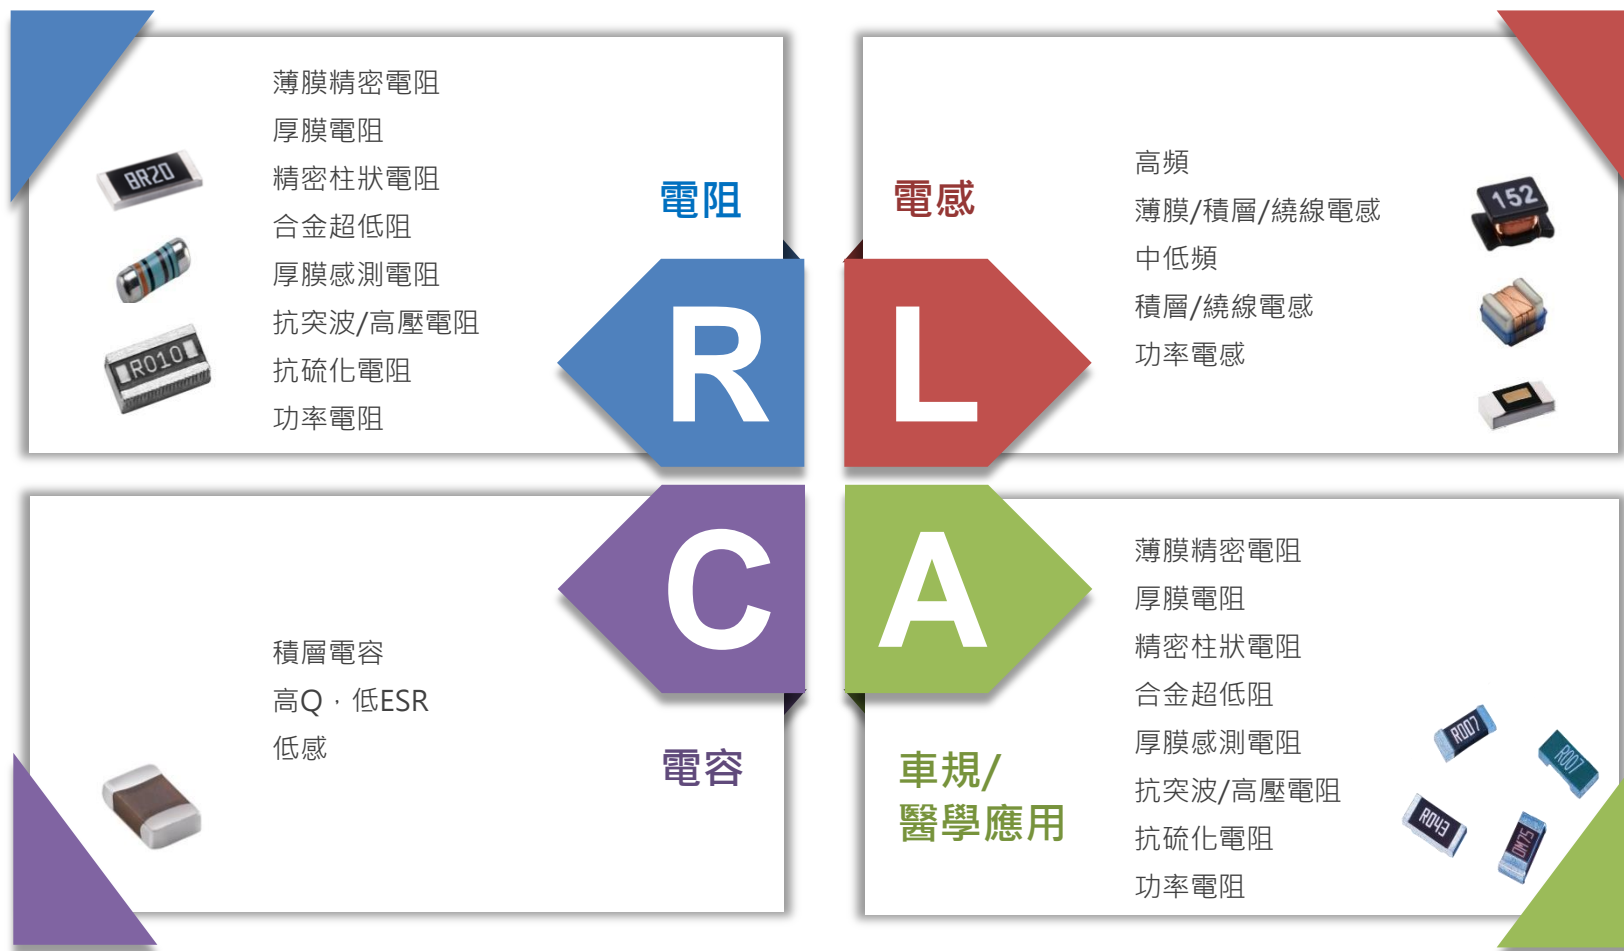 薄膜精密電阻
厚膜電阻
精密柱狀電阻
合金超低阻
厚膜感測電阻
抗突波/高壓電阻
抗硫化電阻
功率電阻
8R20
R010
電阻
R
電感
L
高頻
薄膜/積層/繞線電感
中低頻
積層/繞線電感
功率電感
152
C
積層電容
高Q，低ESR
低感
電容
A
車規/
醫學應用
薄膜精密電阻
厚膜電阻
精密柱狀電阻
合金超低阻
厚膜感測電阻
抗突波/高壓電阻
抗硫化電阻
功率電阻
R007
R007
R043
0M75